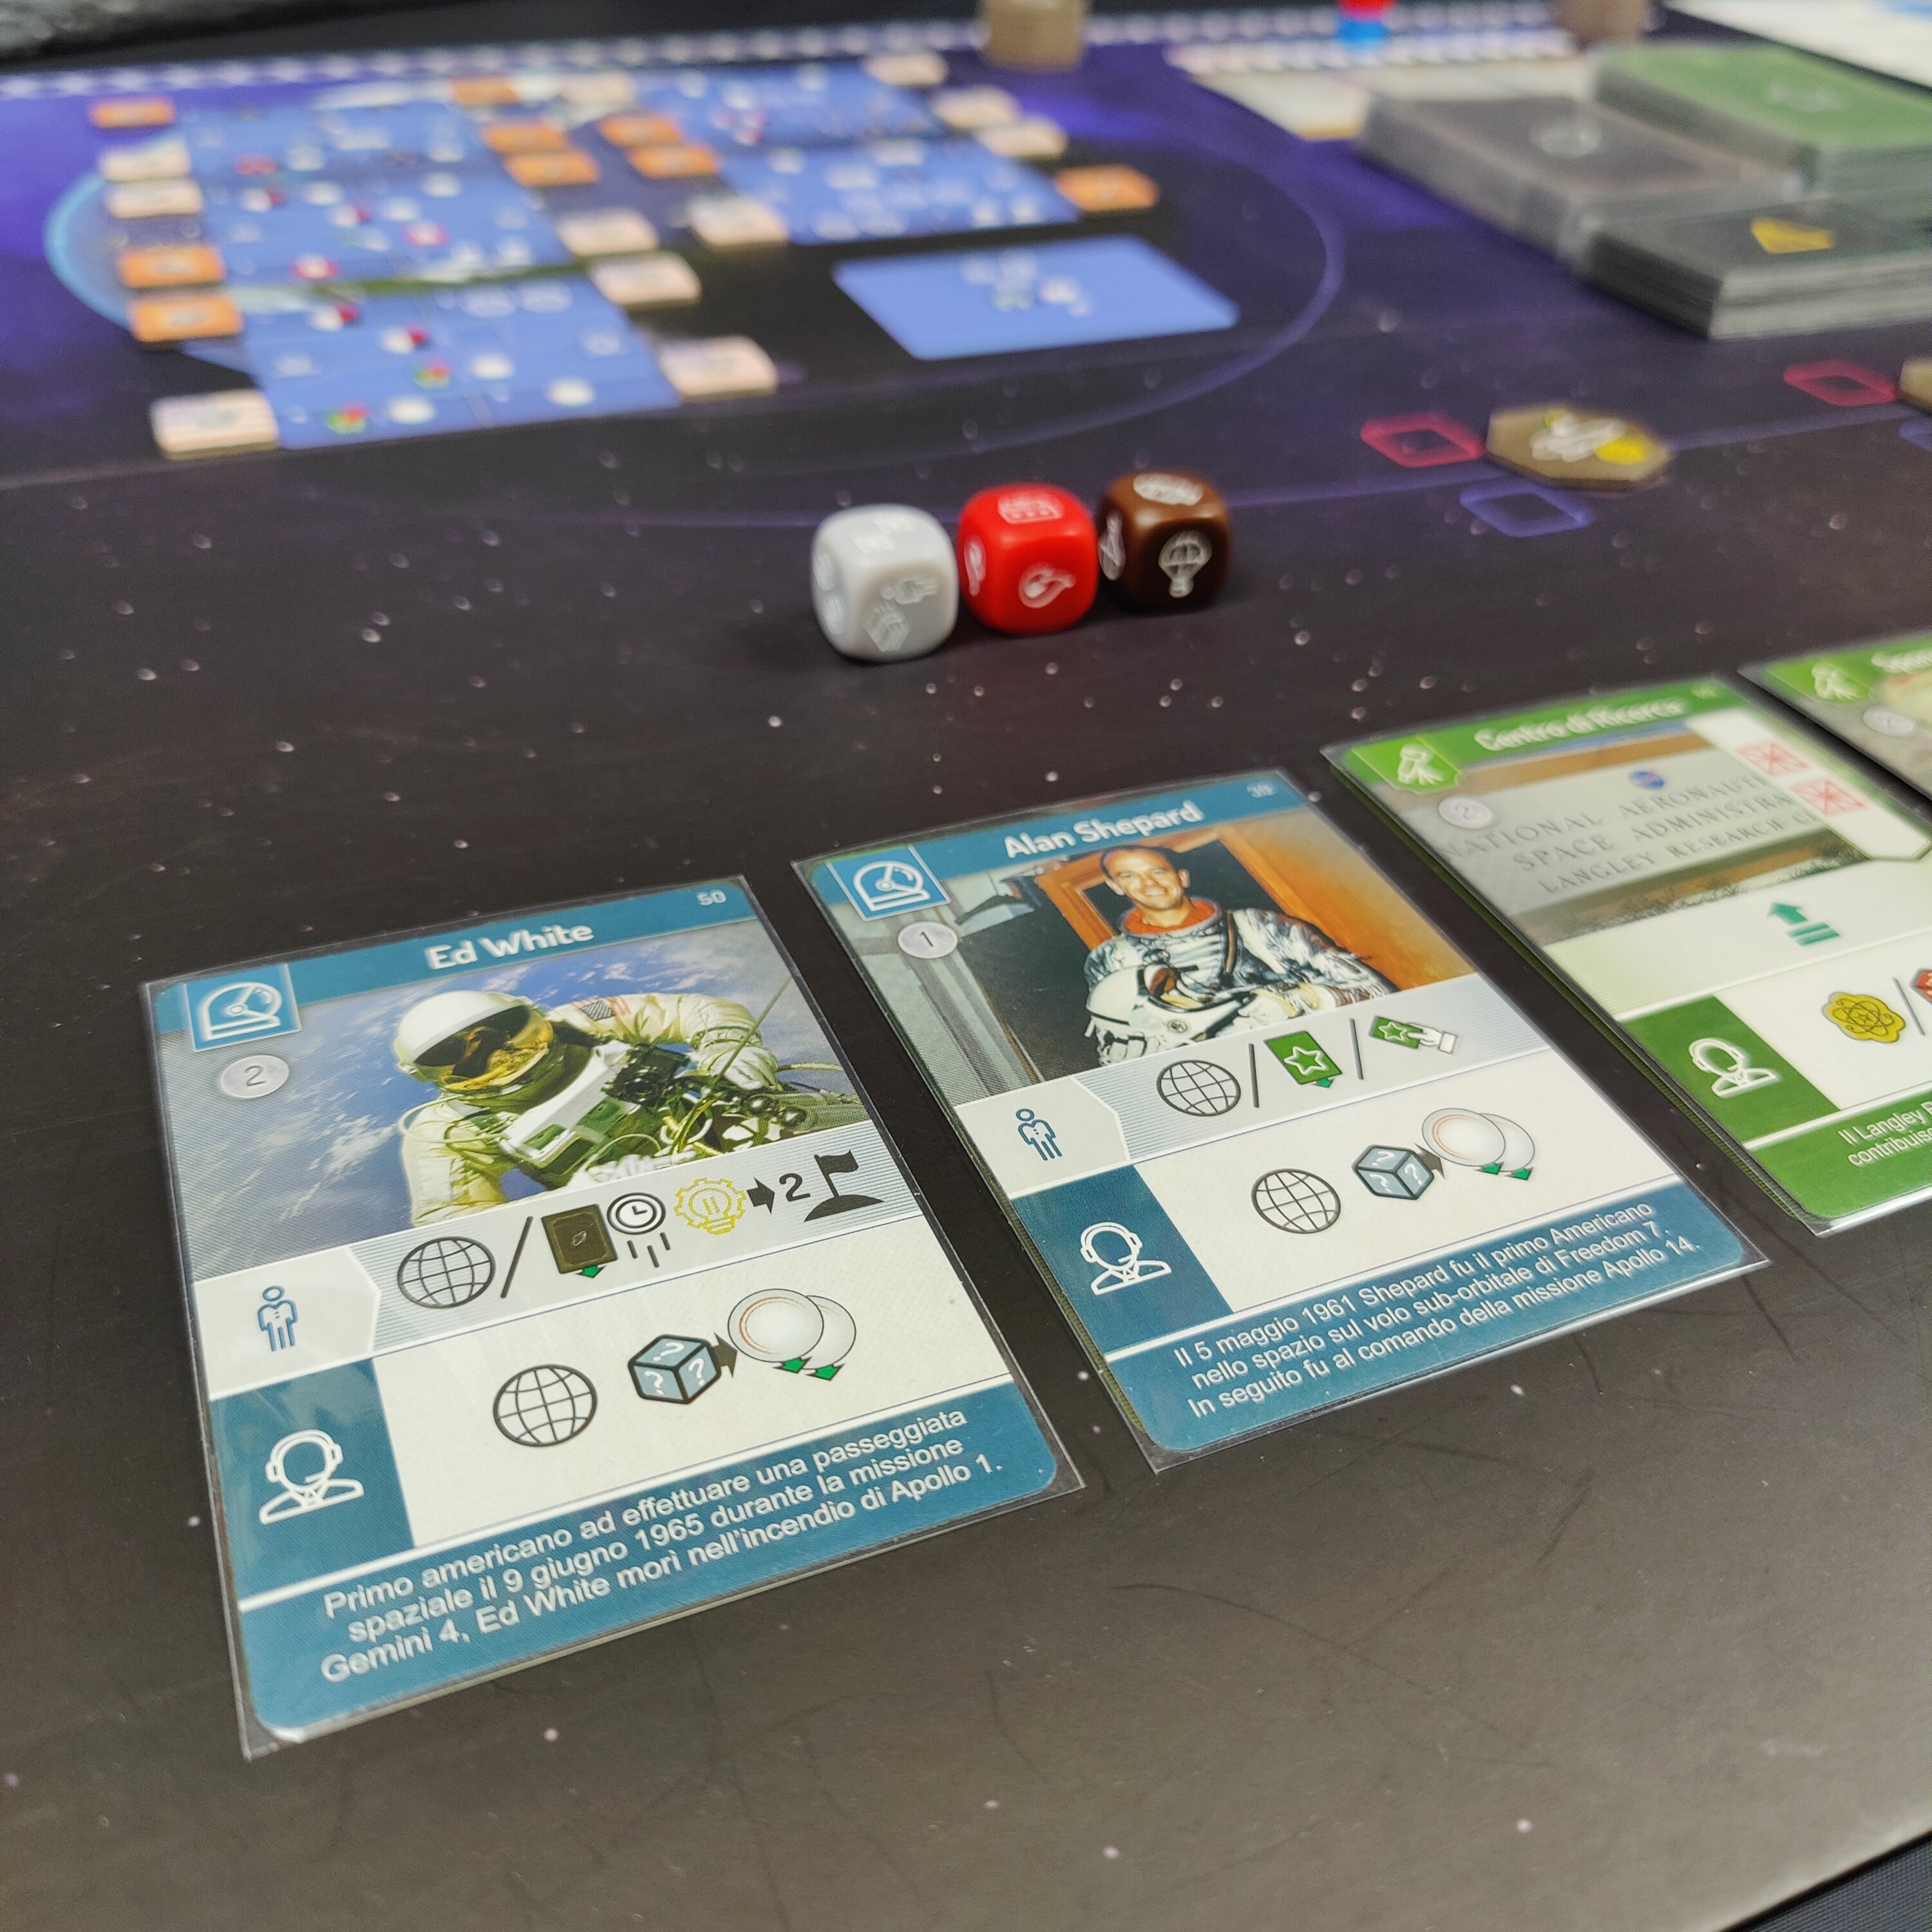 Ed White
50
2
2
Primo americano ad effettuare una passeggiata
spaziale il 9 giugno 1965 durante la missione
Gemini 4, Ed White morì nell'incendio di Apollo 1.
Alan Shepard
39
1
Il 5 maggio 1961 Shepard fu il primo Americano
nello spazio sul volo sub-orbitale di Freedom 7.
In seguito fu al comando della missione Apollo 14.
Centro di Ricerca
2
NATIONAL AERONAUT
SPACE ADMINISTRA
LANGLEY RESEARCH C
Il Langley
contribuis